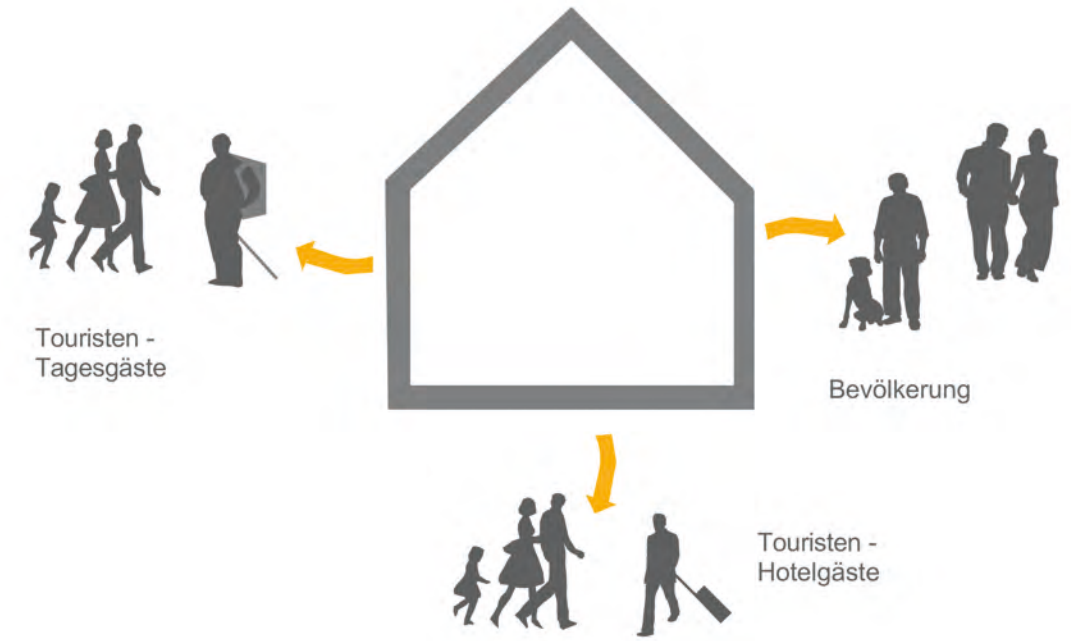 Touristen -
Tagesgäste
Bevölkerung
Touristen -
Hotelgäste